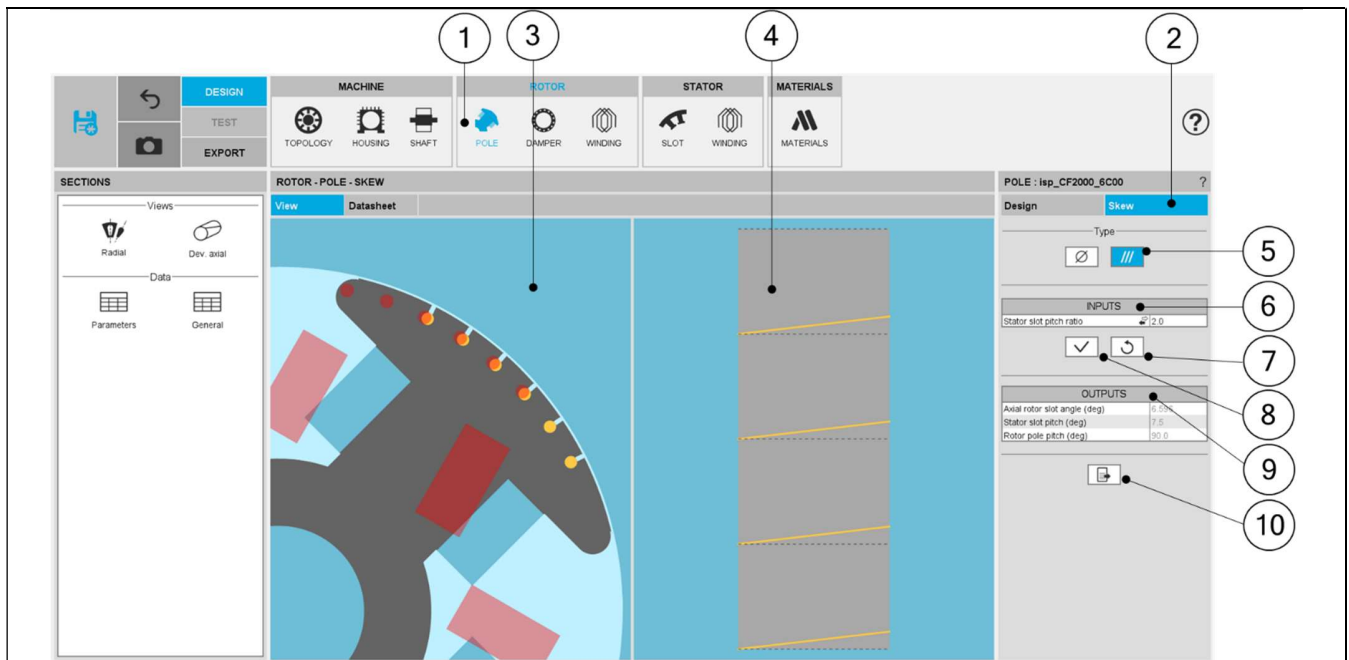 1
3
4
2
MACHINE
ROTOR
STATOR
MATERIALS
DESIGN
TEST
EXPORT
TOPOLOGY
HOUSING
SHAFT
POLE
DAMPER
WINDING
SLOT
WINDING
MATERIALS
?
SECTIONS
ROTOR - POLE - SKEW
POLE : isp_CF2000_6C00 ?
View
Datasheet
Design
Skew
Views
Radial
Dev. axial
Data
Parameters
General
Type
5
INPUTS
6
Stator slot pitch ratio 2.0
7
8
OUTPUTS
Axial rotor slot angle (deg)
Stator slot pitch (deg) 7.5
Rotor pole pitch (deg) 90.0
9
10